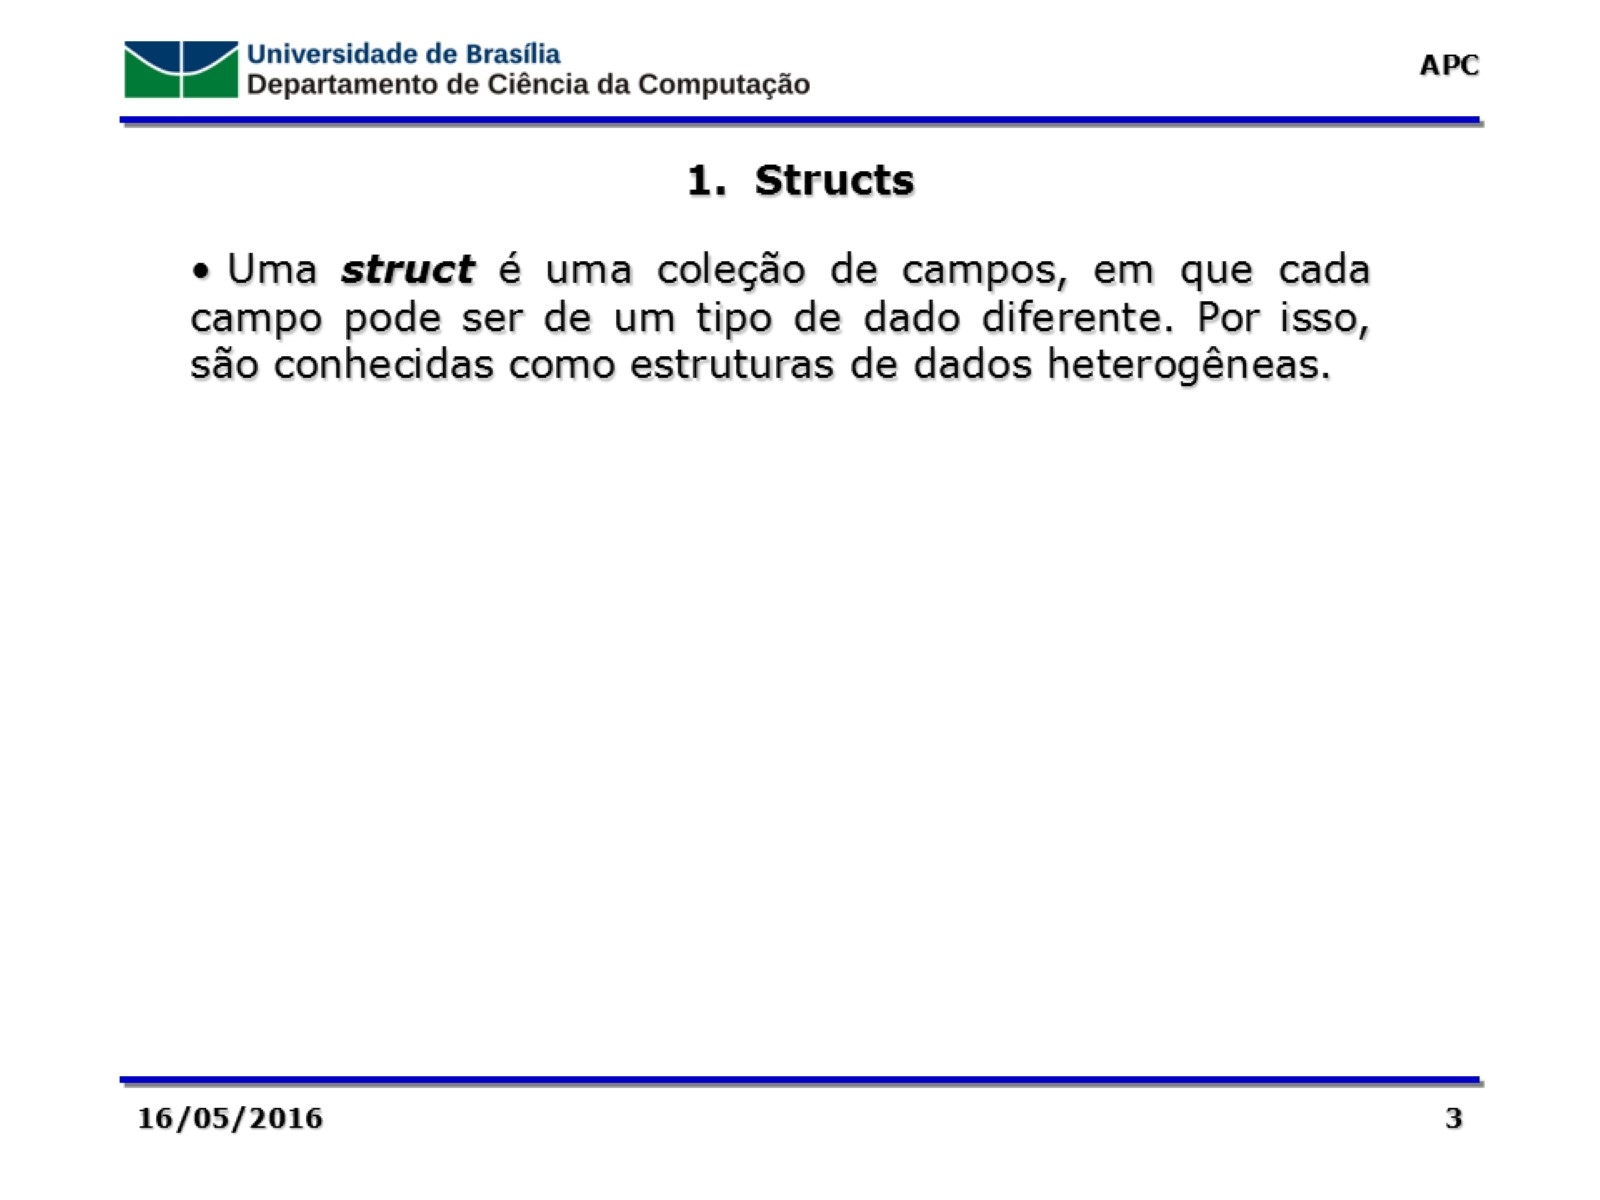 Universidade de Brasília
Departamento de Ciência da Computação
APC
1. Structs
• Uma struct é uma coleção de campos, em que cada
campo pode ser de um tipo de dado diferente. Por isso,
são conhecidas como estruturas de dados heterogêneas.
16/05/2016
3